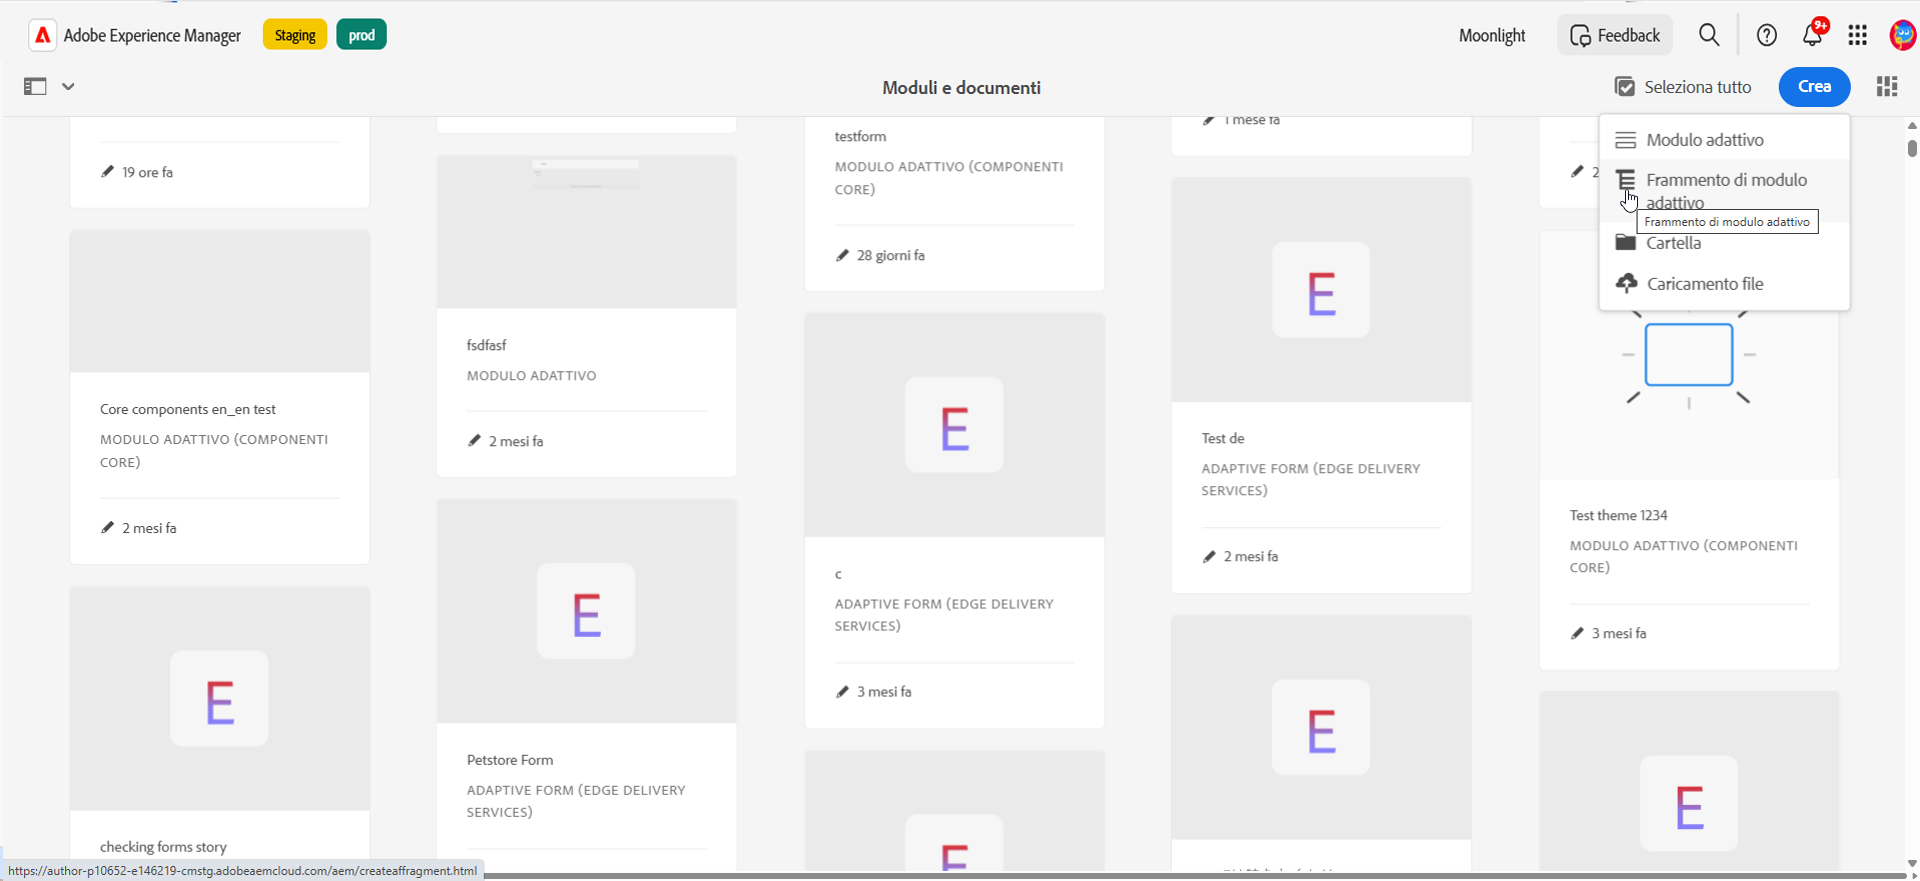 Adobe Experience Manager
Staging
prod
Moonlight
Feedback
9+
Moduli e documenti
Seleziona tutto
Crea
Modulo adattivo
Frammento di modulo
adattivo
Frammento di modulo adattivo
Cartella
Caricamento file
19 ore fa
Core components en_en test
MODULO ADATTIVO (COMPONENTI
CORE)
2 mesi fa
E
checking forms story
fsdfasf
MODULO ADATTIVO
2 mesi fa
E
Petstore Form
ADAPTIVE FORM (EDGE DELIVERY
SERVICES)
testform
MODULO ADATTIVO (COMPONENTI
CORE)
28 giorni fa
E
c
ADAPTIVE FORM (EDGE DELIVERY
SERVICES)
3 mesi fa
E
1 mese fa
E
Test de
ADAPTIVE FORM (EDGE DELIVERY
SERVICES)
2 mesi fa
E
2
Test theme 1234
MODULO ADATTIVO (COMPONENTI
CORE)
3 mesi fa
E
https://author-p10652-e146219-cmstg.adobeaemcloud.com/aem/createaffragment.html